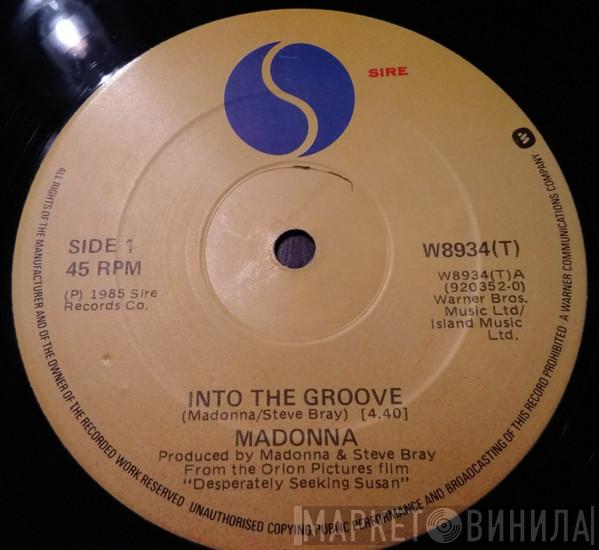 SIRE
SIDE 1
45 RPM
(P) 1985 Sire
Records Co.
W8934(T)
W8934(T)A
(920352-0)
Warner Bros.
Music Ltd/
Island Music
Ltd.
INTO THE GROOVE
(Madonna/Steve Bray) [4.40]
MADONNA
Produced by Madonna & Steve Bray
From the Orion Pictures film
"Desperately Seeking Susan"
ALL RIGHTS OF THE MANUFACTURER AND OF THE OWNER OF THE RECORDED WORK RESERVED UNAUTHORISED COPYING PUBLIC PERFORMANCE AND BROADCASTING OF THIS RECORD PROHIBITED A WARNER COMMUNICATIONS COMPANY.
МАРКЕТ ВИНИЛА